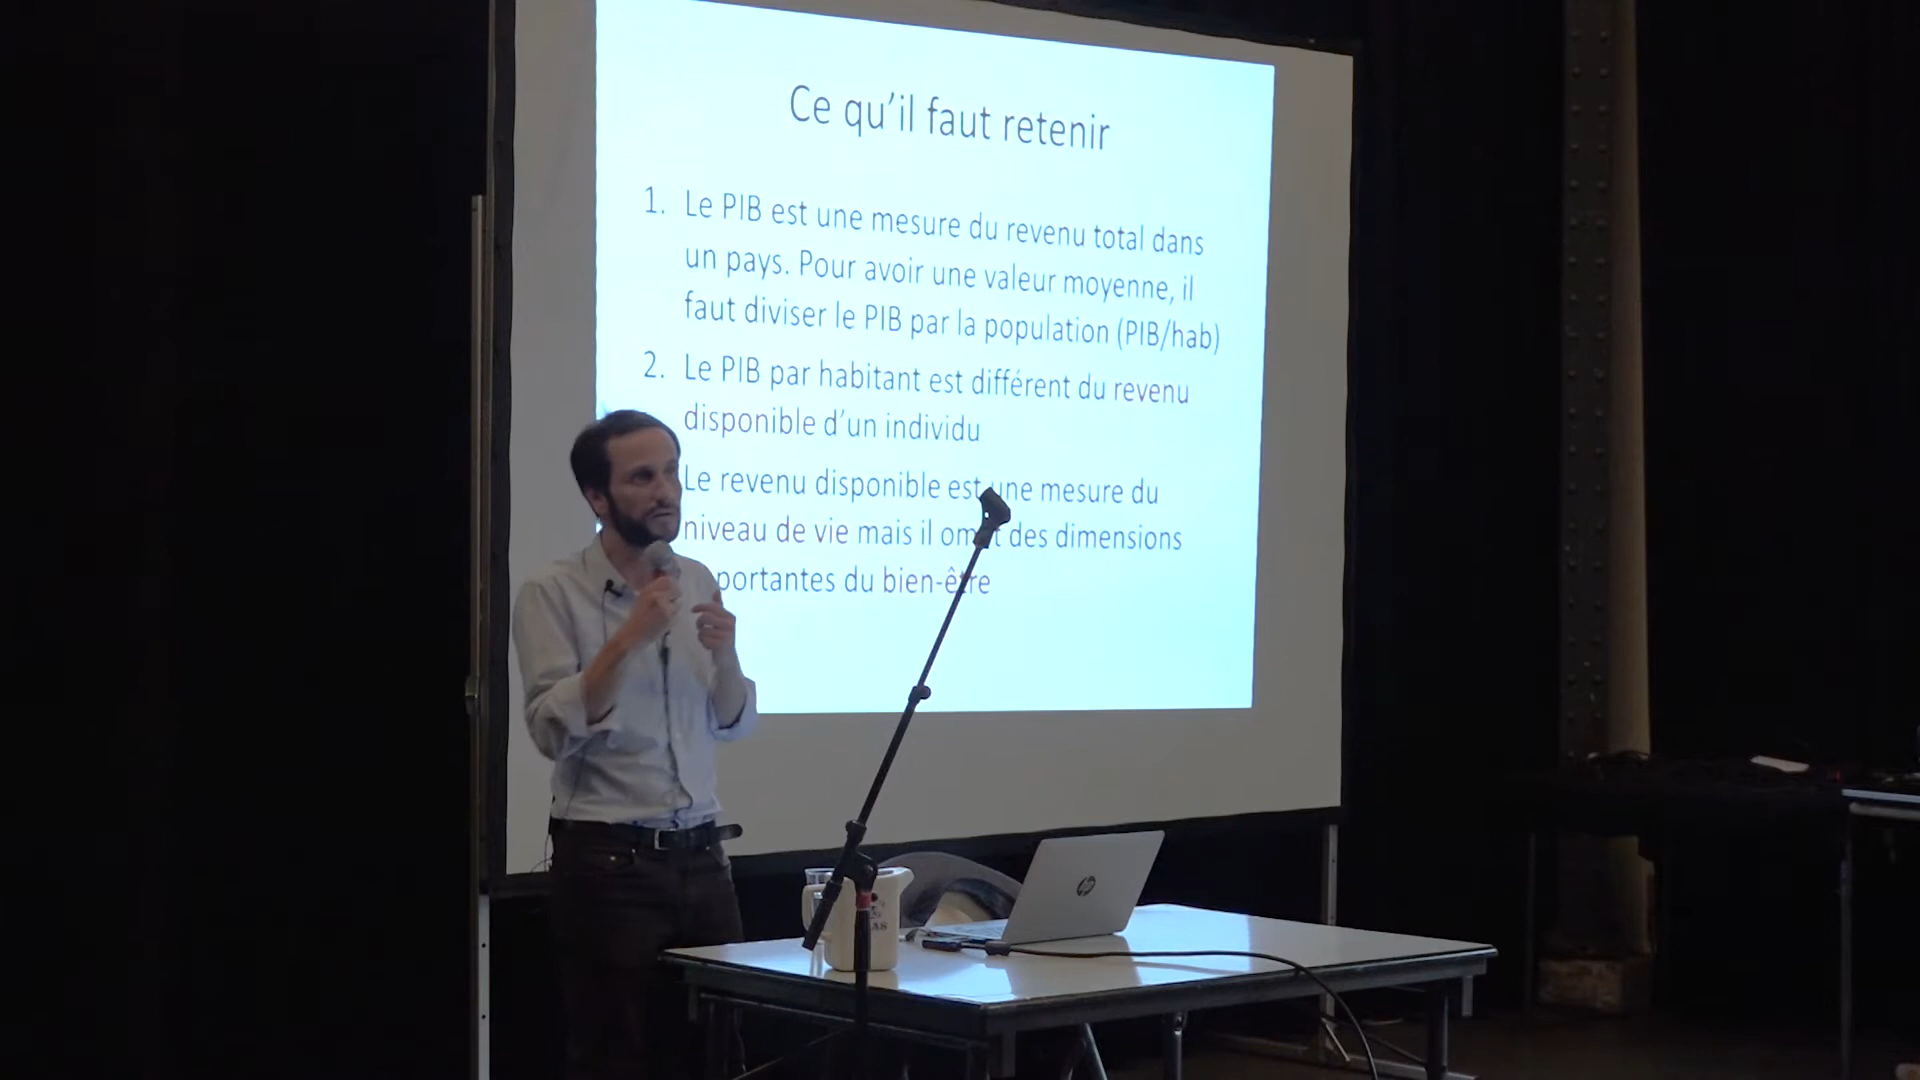 Ce qu'il faut retenir
1. Le PIB est une mesure du revenu total dans
un pays. Pour avoir une valeur moyenne, il
faut diviser le PIB par la population (PIB/hab)
2. Le PIB par habitant est différent du revenu
disponible d'un individu
Le revenu disponible est une mesure du
niveau de vie mais il omet des dimensions
portantes du bien-être
hp